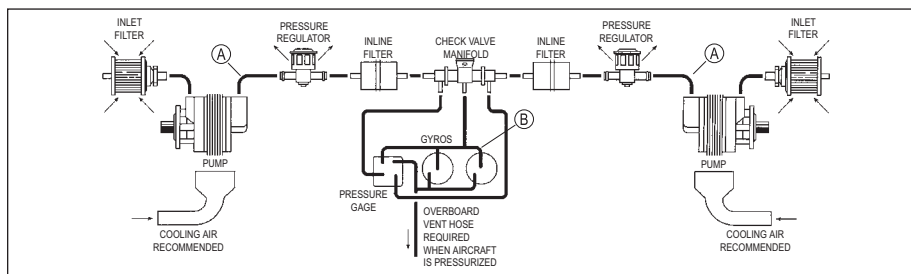 INLET
FILTER
PRESSURE
REGULATOR
INLINE
FILTER
CHECK VALVE
MANIFOLD
INLINE
FILTER
PRESSURE
REGULATOR
INLET
FILTER
A
A
B
GYROS
PUMP
PUMP
PRESSURE
GAGE
OVERBOARD
VENT HOSE
REQUIRED
WHEN AIRCRAFT
IS PRESSURIZED
COOLING AIR
RECOMMENDED
COOLING AIR
RECOMMENDED